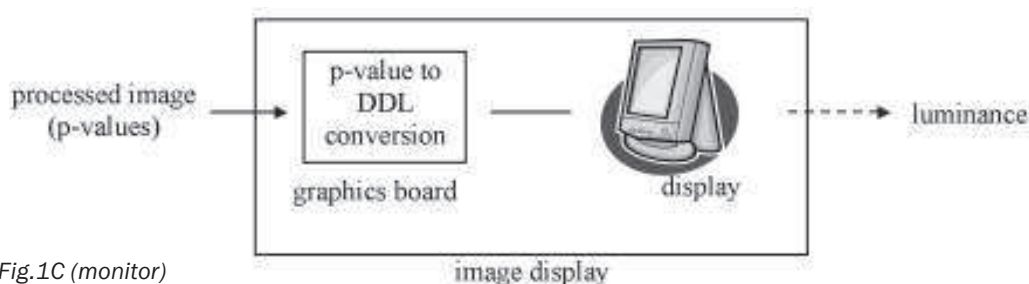 processed image
(p-values)
p-value to
DDL
conversion
graphics board
display
luminance
Fig.1C (monitor)
image display